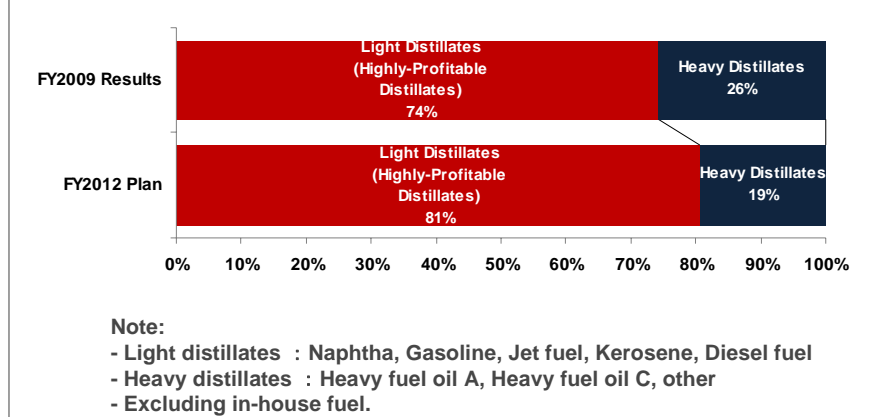 Light Distillates
(Highly-Profitable
Distillates)
74%
Heavy Distillates
26%
FY2009 Results
Light Distillates
(Highly-Profitable
Distillates)
81%
Heavy Distillates
19%
FY2012 Plan
0% 10% 20% 30% 40% 50% 60% 70% 80% 90% 100%
Note:
- Light distillates : Naphtha, Gasoline, Jet fuel, Kerosene, Diesel fuel
- Heavy distillates : Heavy fuel oil A, Heavy fuel oil C, other
- Excluding in-house fuel.